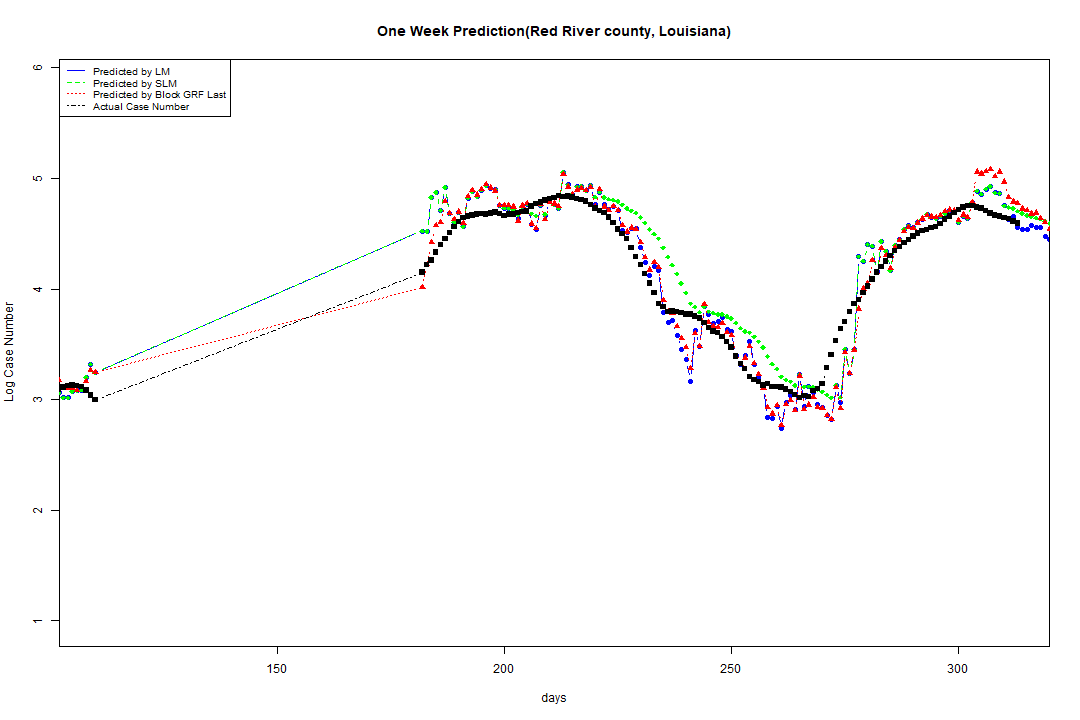 One Week Prediction(Red River county, Louisiana)
Predicted by LM
Predicted by SLM
Predicted by Block GRF Last
Actual Case Number
6
5
4
3
2
1
Log Case Number
150
200
250
300
days